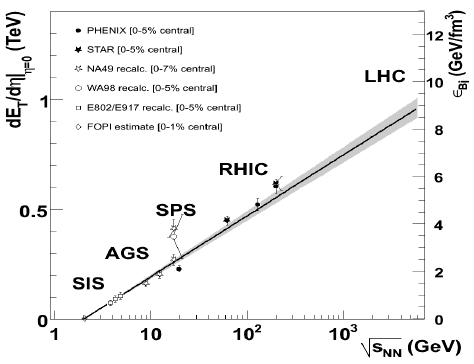 dE_T/dη|η=0 (TeV)
● PHENIX [0-5% central]
★ STAR [0-5% central]
☆ NA49 recalc. [0-7% central]
○ WA98 recalc. [0-5% central]
□ E802/E917 recalc. [0-5% central]
◇ FOPI estimate [0-1% central]
LHC
RHIC
SPS
AGS
SIS
1
0.5
0
12
10
8
6
4
2
0
ε_Bj [GeV/fm³]
1 10 10² 10³
√s_NN (GeV)